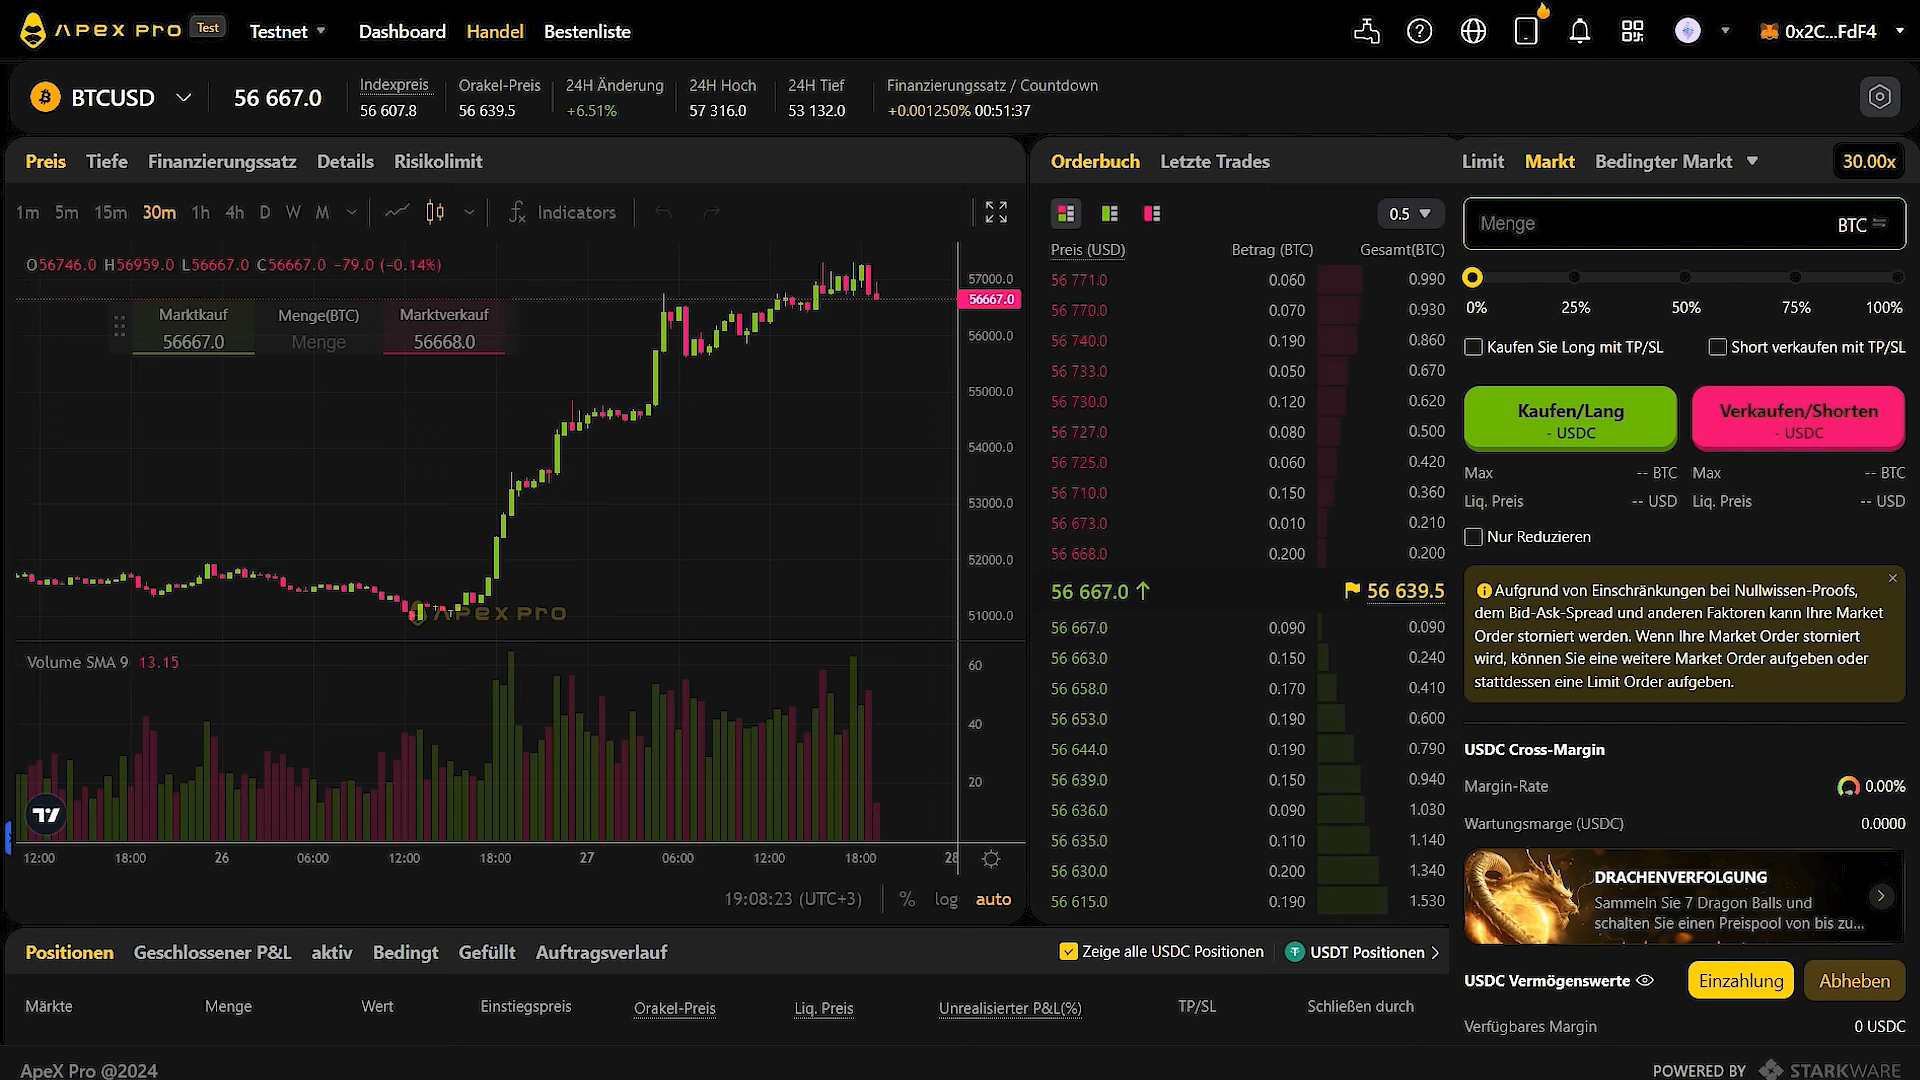 APEX PRO Test Testnet Dashboard Handel Bestenliste 0x2C...FdF4
BTCUSD 56 667.0
Indexpreis
56 607.8
Orakel-Preis
56 639.5
24H Änderung
+6.51%
24H Hoch
57 316.0
24H Tief
53 132.0
Finanzierungssatz / Countdown
+0.001250% 00:51:37
Preis Tiefe Finanzierungssatz Details Risikolimit
1m 5m 15m 30m 1h 4h D W M Indicators
O56746.0 H56959.0 L56667.0 C56667.0 −79.0 (−0.14%)
Marktkauf Menge(BTC) Marktverkauf
56667.0 Menge 56668.0
57000.0
56667.0
56000.0
55000.0
54000.0
53000.0
52000.0
51000.0
APEX PRO
Volume SMA 9 13.15
60
40
20
12:00 18:00 26 06:00 12:00 18:00 27 06:00 12:00 18:00 28
19:08:23 (UTC+3) % log auto
Orderbuch Letzte Trades
0.5
Preis (USD) Betrag (BTC) Gesamt(BTC)
56 771.0 0.060 0.990
56 770.0 0.070 0.930
56 740.0 0.190 0.860
56 733.0 0.050 0.670
56 730.0 0.120 0.620
56 727.0 0.080 0.500
56 725.0 0.060 0.420
56 710.0 0.150 0.360
56 673.0 0.010 0.210
56 668.0 0.200 0.200
56 667.0 56 639.5
56 667.0 0.090 0.090
56 663.0 0.150 0.240
56 658.0 0.170 0.410
56 653.0 0.190 0.600
56 644.0 0.190 0.790
56 639.0 0.150 0.940
56 636.0 0.090 1.030
56 635.0 0.110 1.140
56 630.0 0.200 1.340
56 615.0 0.190 1.530
Limit Markt Bedingter Markt 30.00x
Menge BTC
0% 25% 50% 75% 100%
Kaufen Sie Long mit TP/SL Short verkaufen mit TP/SL
Kaufen/Lang
- USDC
Verkaufen/Shorten
- USDC
Max -- BTC Max -- BTC
Liq. Preis -- USD Liq. Preis -- USD
Nur Reduzieren
Aufgrund von Einschränkungen bei Nullwissen-Proofs,
dem Bid-Ask-Spread und anderen Faktoren kann Ihre Market
Order storniert werden. Wenn Ihre Market Order storniert
wird, können Sie eine weitere Market Order aufgeben oder
stattdessen eine Limit Order aufgeben.
USDC Cross-Margin
Margin-Rate 0.00%
Wartungsmarge (USDC) 0.0000
DRACHENVERFOLGUNG
Sammeln Sie 7 Dragon Balls und
schalten Sie einen Preispool von bis zu...
USDC Vermögenswerte Einzahlung Abheben
Verfügbares Margin 0 USDC
Positionen Geschlossener P&L aktiv Bedingt Gefüllt Auftragsverlauf Zeige alle USDC Positionen USDT Positionen
Märkte Menge Wert Einstiegspreis Orakel-Preis Liq. Preis Unrealisierter P&L(%) TP/SL Schließen durch
ApeX Pro @2024 POWERED BY STARKWARE